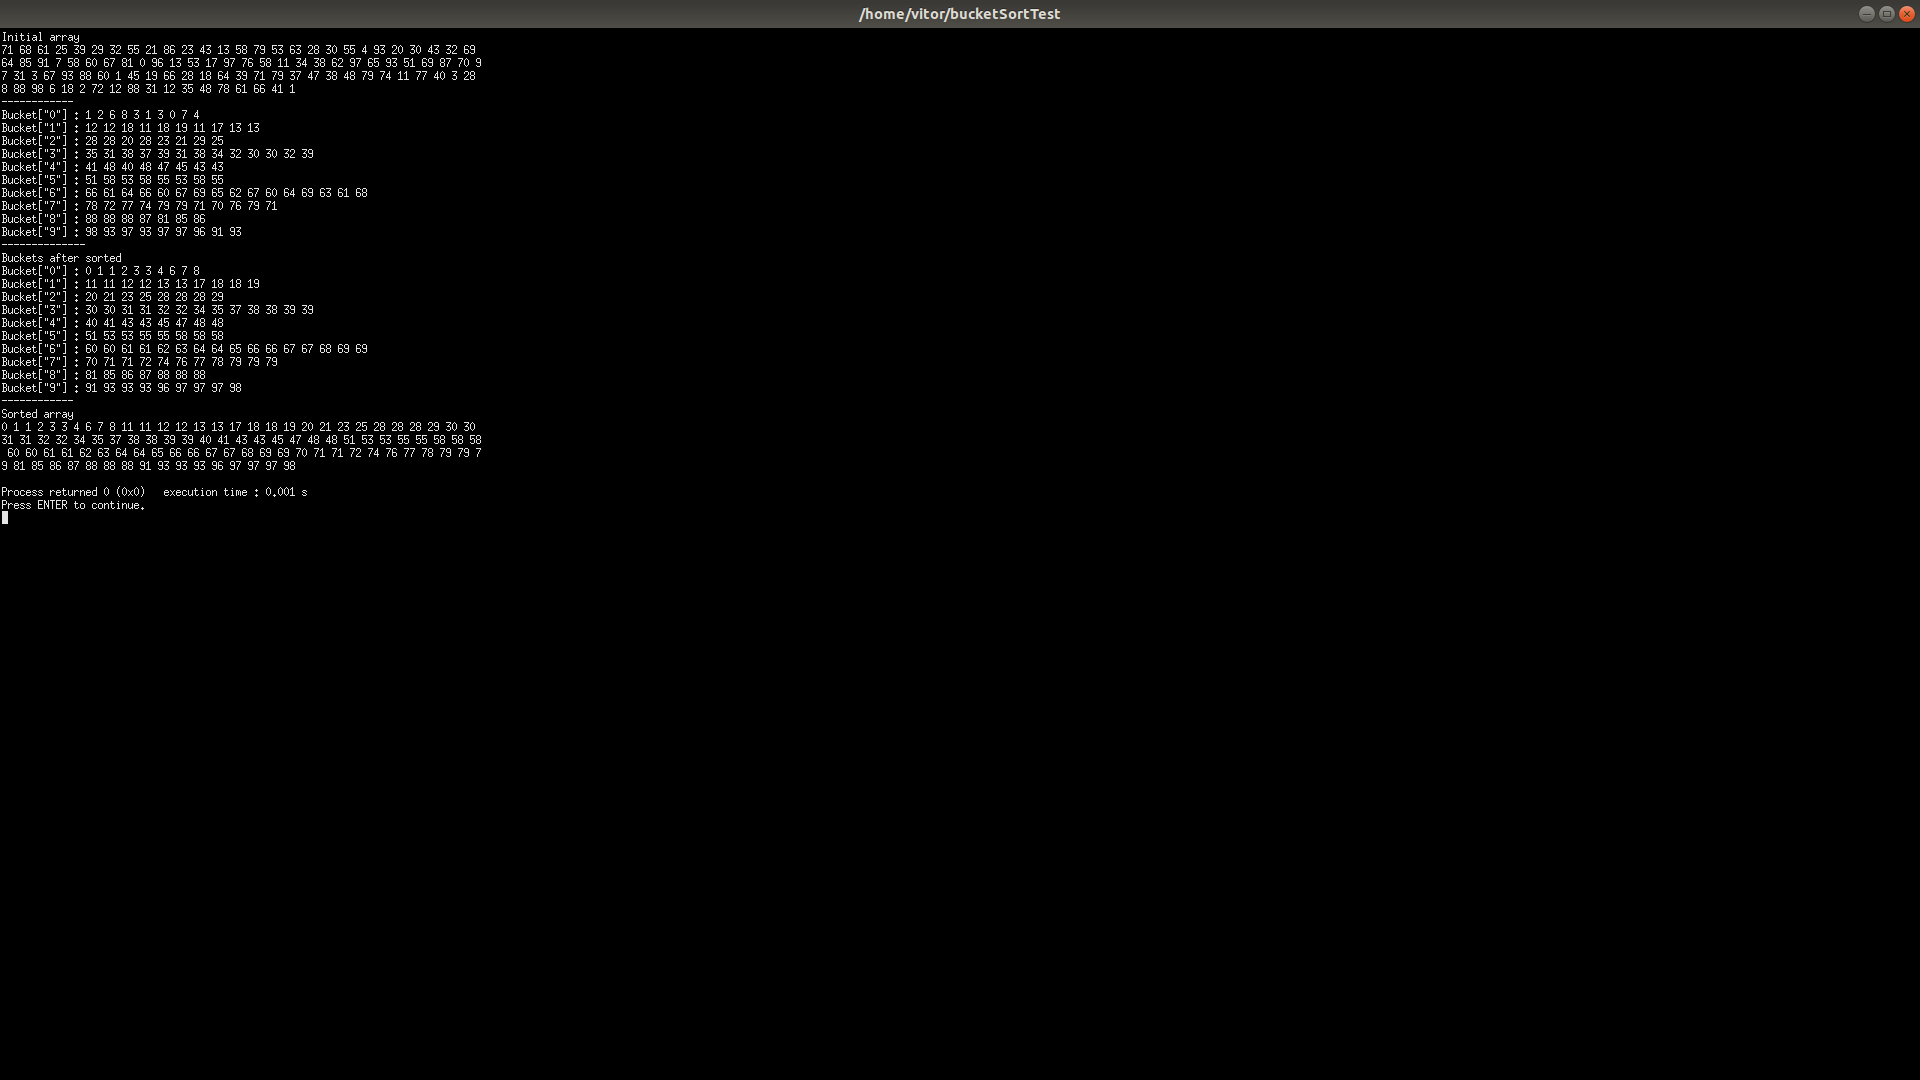 /home/vitor/bucketSortTest
Initial array
71 68 61 25 39 29 32 55 21 86 23 43 13 58 79 53 63 28 30 55 4 93 20 30 43 32 69
64 85 91 7 58 60 67 81 0 96 13 53 17 97 76 58 11 34 38 62 97 65 93 51 69 87 70 9
7 31 3 67 93 88 60 1 45 19 66 28 18 64 39 71 79 37 47 38 48 79 74 11 77 40 3 28
8 88 98 6 18 2 72 12 88 31 12 35 48 78 61 66 41 1
------------
Bucket["0"] : 1 2 6 8 3 1 3 0 7 4
Bucket["1"] : 12 12 18 11 18 19 11 17 13 13
Bucket["2"] : 28 28 20 28 23 21 29 25
Bucket["3"] : 35 31 38 37 39 31 38 34 32 30 30 32 39
Bucket["4"] : 41 48 40 48 47 45 43 43
Bucket["5"] : 51 58 53 58 55 53 58 55
Bucket["6"] : 66 61 64 66 60 67 69 65 62 67 60 64 69 63 61 68
Bucket["7"] : 78 72 77 74 79 79 71 70 76 79 71
Bucket["8"] : 88 88 88 87 81 85 86
Bucket["9"] : 98 93 97 93 97 97 96 91 93
--------------
Buckets after sorted
Bucket["0"] : 0 1 1 2 3 3 4 6 7 8
Bucket["1"] : 11 11 12 12 13 13 17 18 18 19
Bucket["2"] : 20 21 23 25 28 28 28 29
Bucket["3"] : 30 30 31 31 32 32 34 35 37 38 38 39 39
Bucket["4"] : 40 41 43 43 45 47 48 48
Bucket["5"] : 51 53 53 55 55 58 58 58
Bucket["6"] : 60 60 61 61 62 63 64 64 65 66 66 67 67 68 69 69
Bucket["7"] : 70 71 71 72 74 76 77 78 79 79 79
Bucket["8"] : 81 85 86 87 88 88 88
Bucket["9"] : 91 93 93 93 96 97 97 97 98
------------
Sorted array
0 1 1 2 3 3 4 6 7 8 11 11 12 12 13 13 17 18 18 19 20 21 23 25 28 28 28 29 30 30
31 31 32 32 34 35 37 38 38 39 39 40 41 43 43 45 47 48 48 51 53 53 55 55 58 58 58
 60 60 61 61 62 63 64 64 65 66 66 67 67 68 69 69 70 71 71 72 74 76 77 78 79 79 7
9 81 85 86 87 88 88 88 91 93 93 93 96 97 97 97 98
Process returned 0 (0x0)   execution time : 0.001 s
Press ENTER to continue.